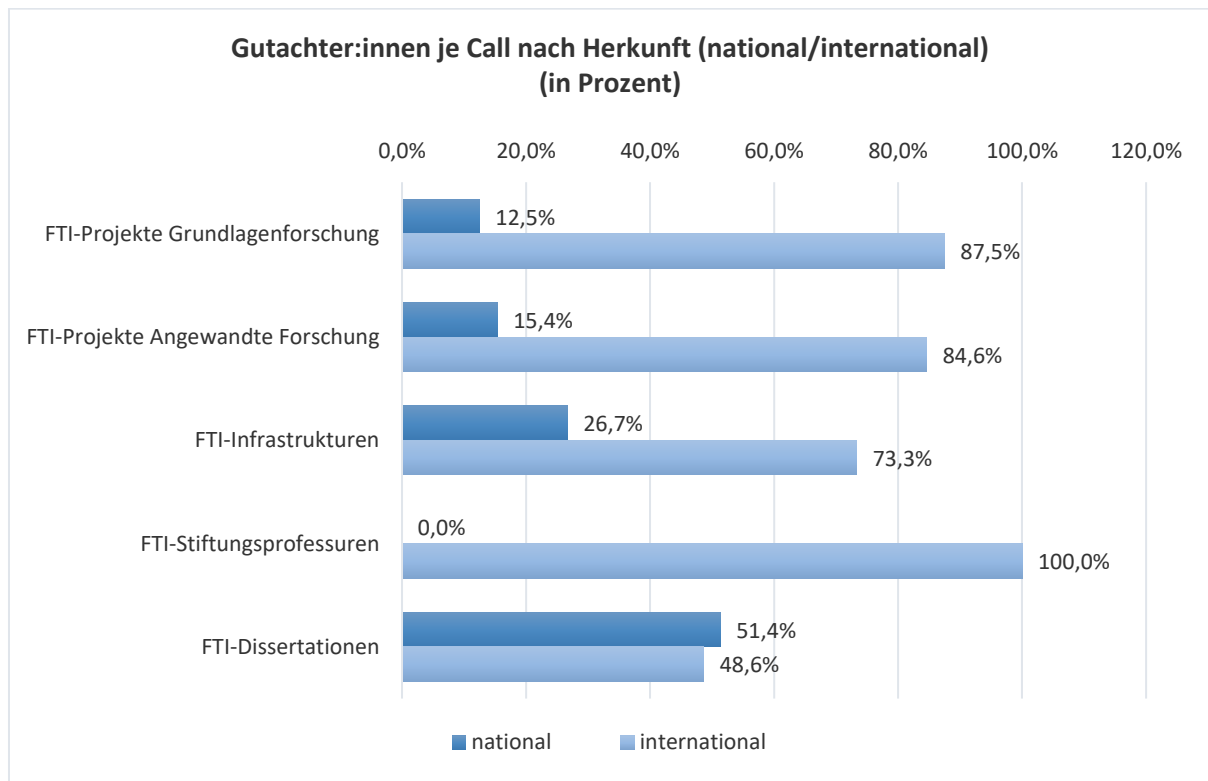 Gutachter:innen je Call nach Herkunft (national/international)
(in Prozent)
0,0% 20,0% 40,0% 60,0% 80,0% 100,0% 120,0%
FTI-Projekte Grundlagenforschung
12,5%
87,5%
FTI-Projekte Angewandte Forschung
15,4%
84,6%
FTI-Infrastrukturen
26,7%
73,3%
FTI-Stiftungsprofessuren
0,0%
100,0%
FTI-Dissertationen
51,4%
48,6%
national international